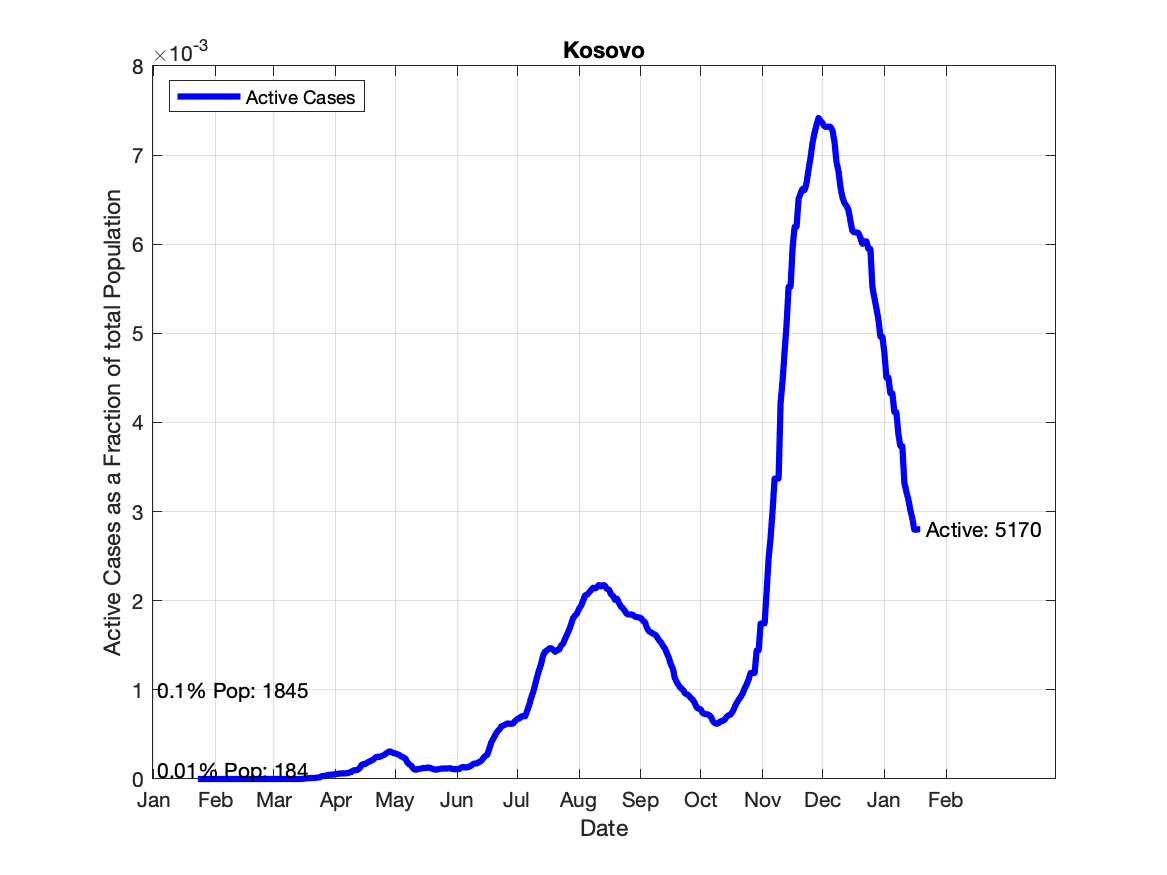 Kosovo
×10-3
Active Cases
8
7
6
5
4
3
2
1
0
Active Cases as a Fraction of total Population
0.1% Pop: 1845
0.01% Pop: 184
Active: 5170
Jan Feb Mar Apr May Jun Jul Aug Sep Oct Nov Dec Jan Feb
Date